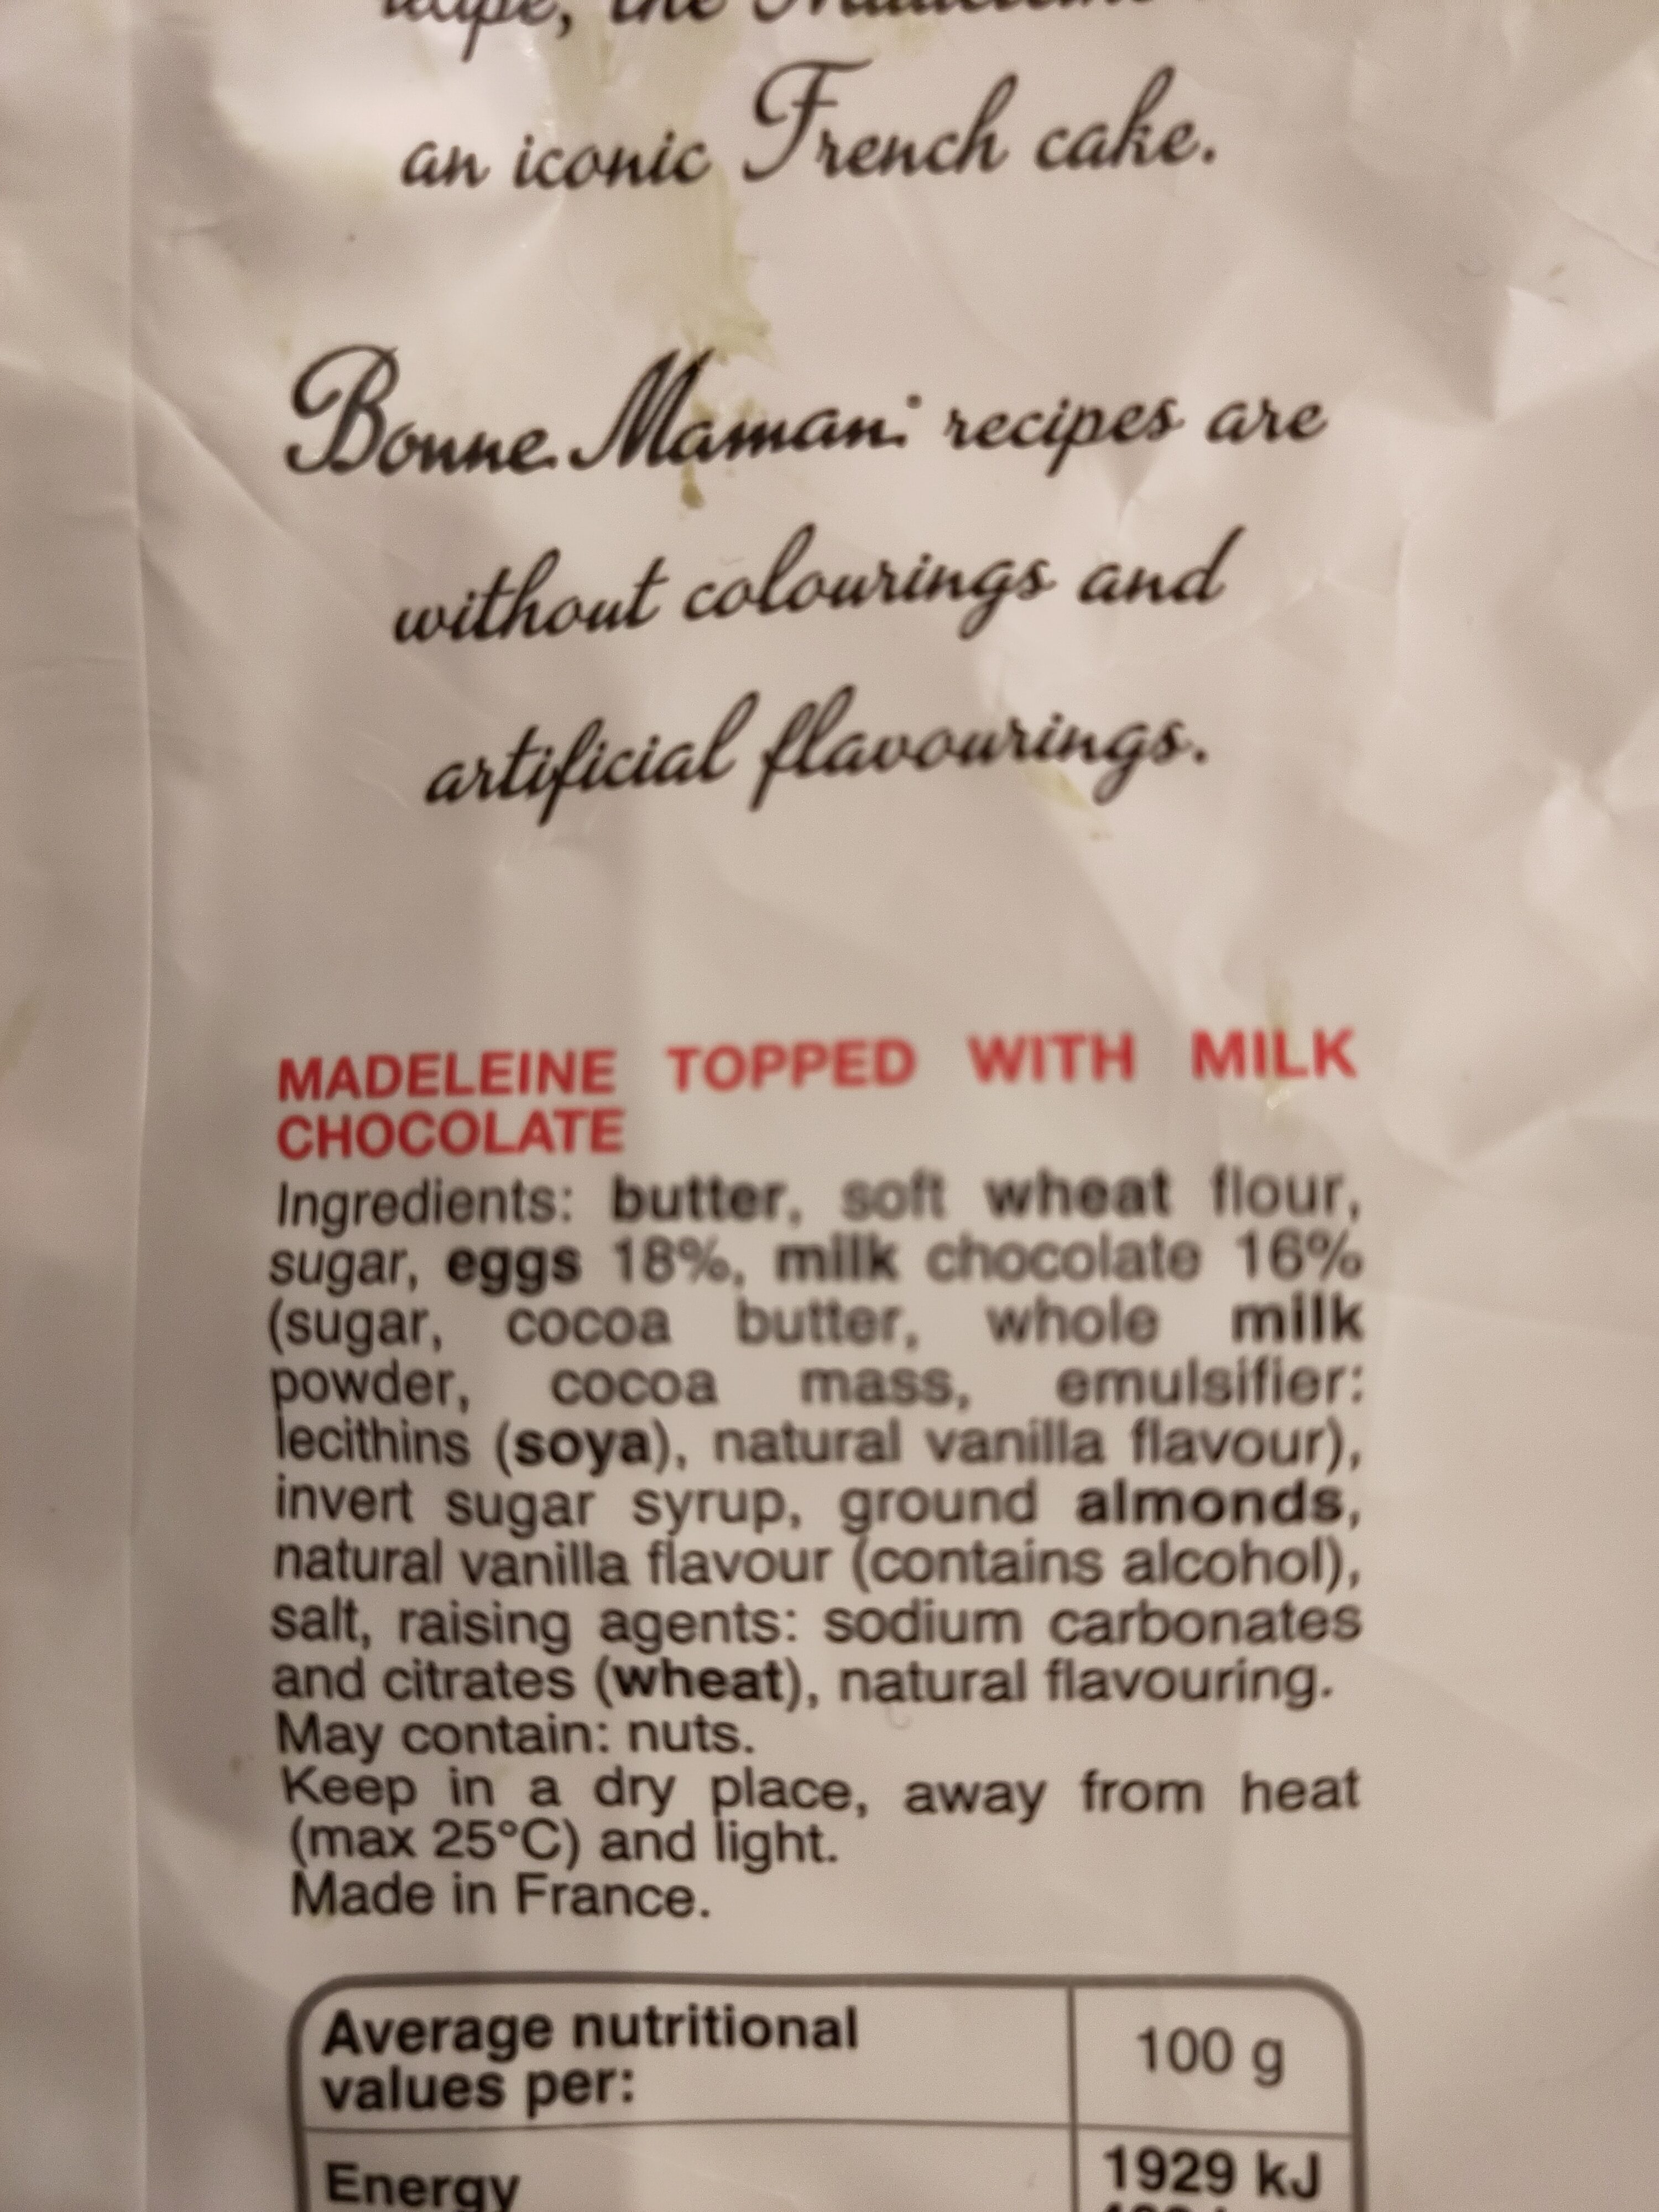 the Madeleine
an iconic French cake.
Bonne Maman® recipes are
without colourings and
artificial flavourings.
MADELEINE TOPPED WITH MILK
CHOCOLATE
Ingredients: butter, soft wheat flour,
sugar, eggs 18%, milk chocolate 16%
(sugar, cocoa butter, whole milk
powder, cocoa mass, emulsifier:
lecithins (soya), natural vanilla flavour),
invert sugar syrup, ground almonds,
natural vanilla flavour (contains alcohol),
salt, raising agents: sodium carbonates
and citrates (wheat), natural flavouring.
May contain: nuts.
Keep in a dry place, away from heat
(max 25°C) and light.
Made in France.
Average nutritional
values per:
100 g
Energy
1929 kJ